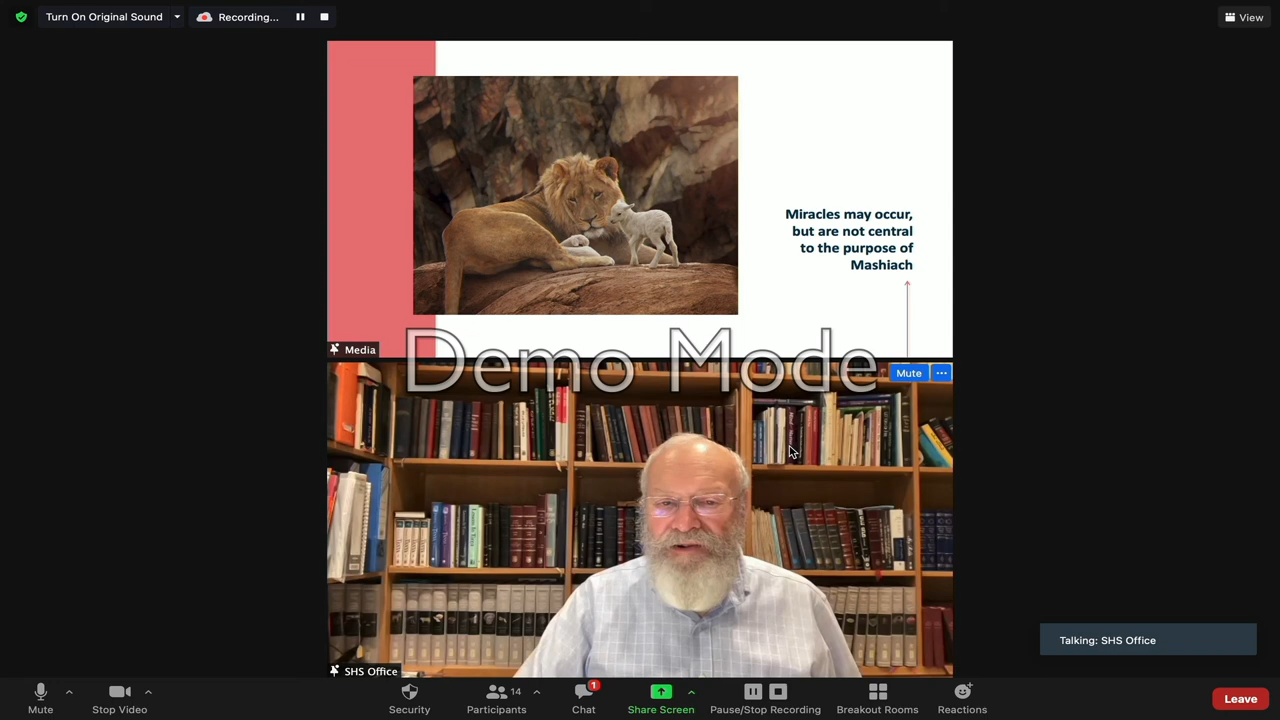 Turn On Original Sound
Recording...
View
Miracles may occur,
but are not central
to the purpose of
Mashiach
Media
Demo Mode
Mute
SHS Office
Talking: SHS Office
Mute
Stop Video
Security
14
Participants
1
Chat
Share Screen
Pause/Stop Recording
Breakout Rooms
Reactions
Leave